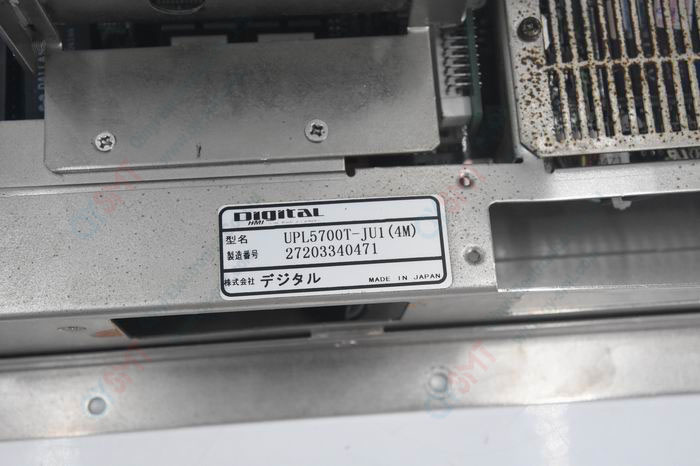 DIGITAL
HMI
型名 UPL5700T-JU1(4M)
製造番号 27203340471
株式会社 デジタル MADE IN JAPAN